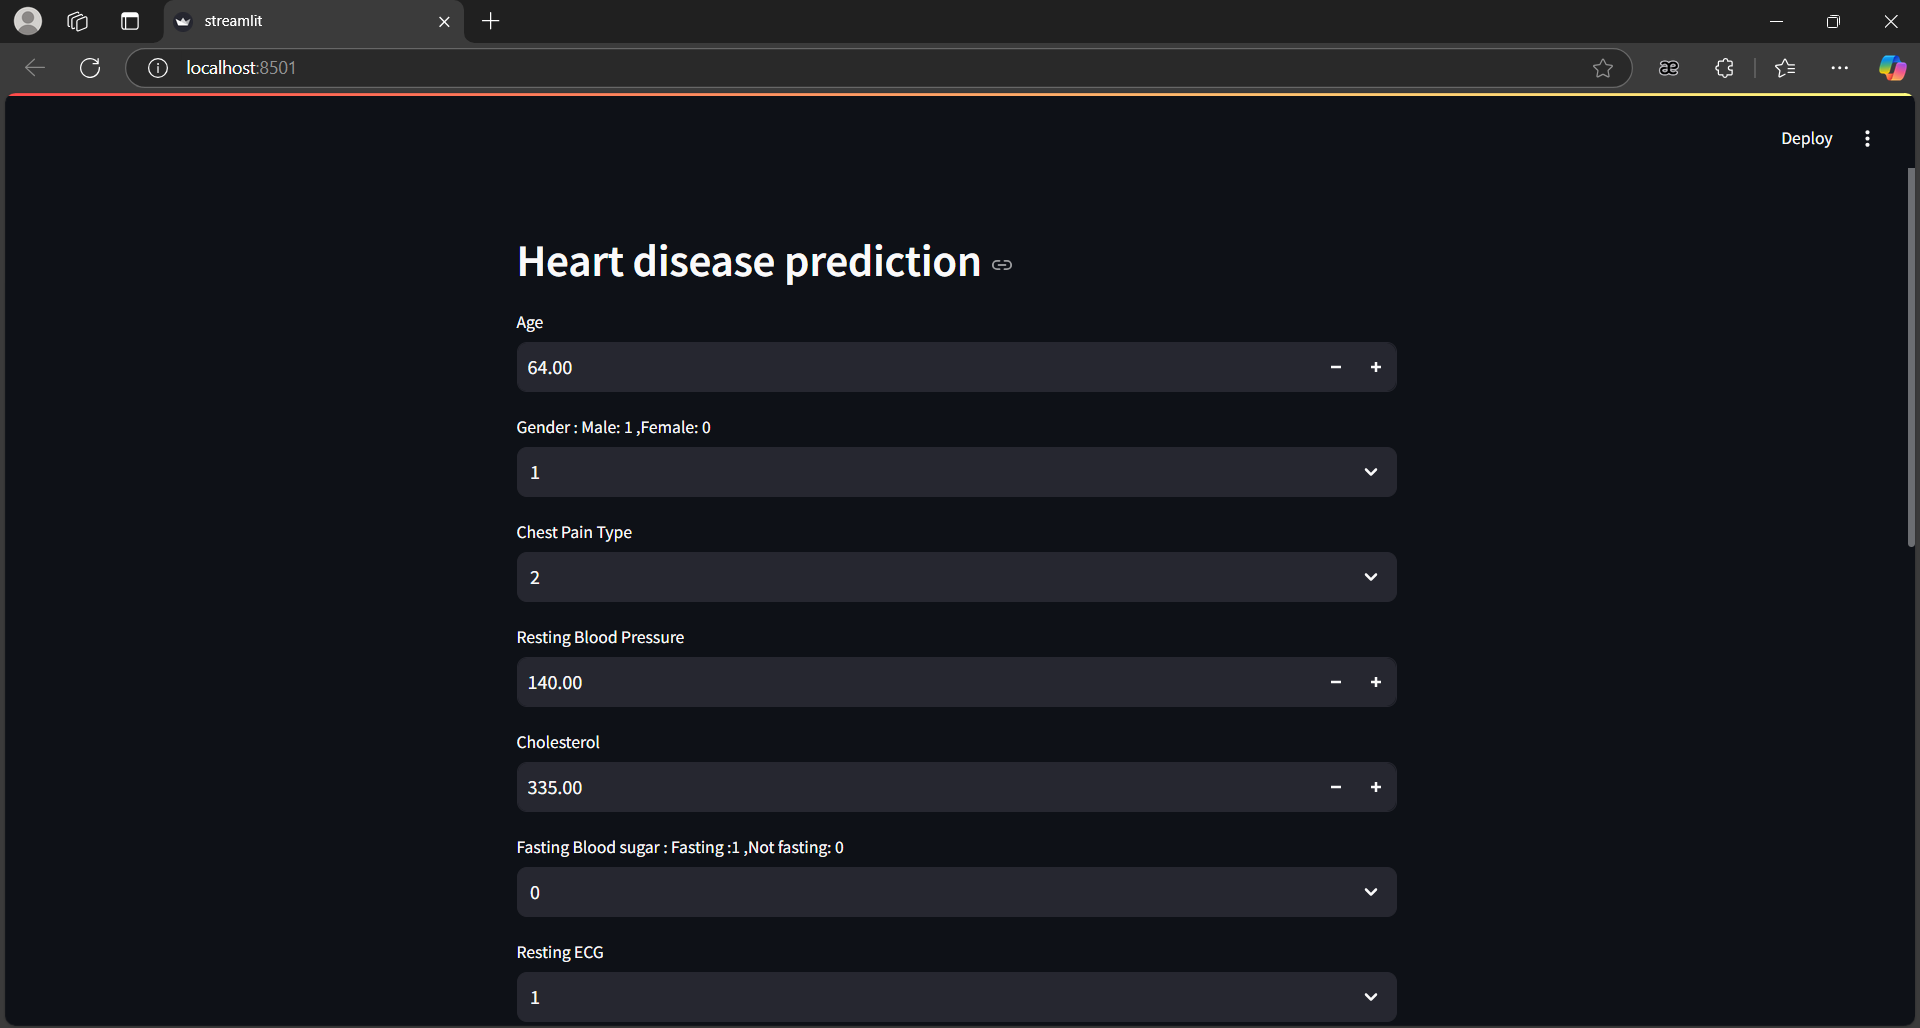 streamlit
localhost:8501
æ
Deploy
Heart disease prediction
Age
64.00
Gender : Male: 1 ,Female: 0
1
Chest Pain Type
2
Resting Blood Pressure
140.00
Cholesterol
335.00
Fasting Blood sugar : Fasting :1 ,Not fasting: 0
0
Resting ECG
1